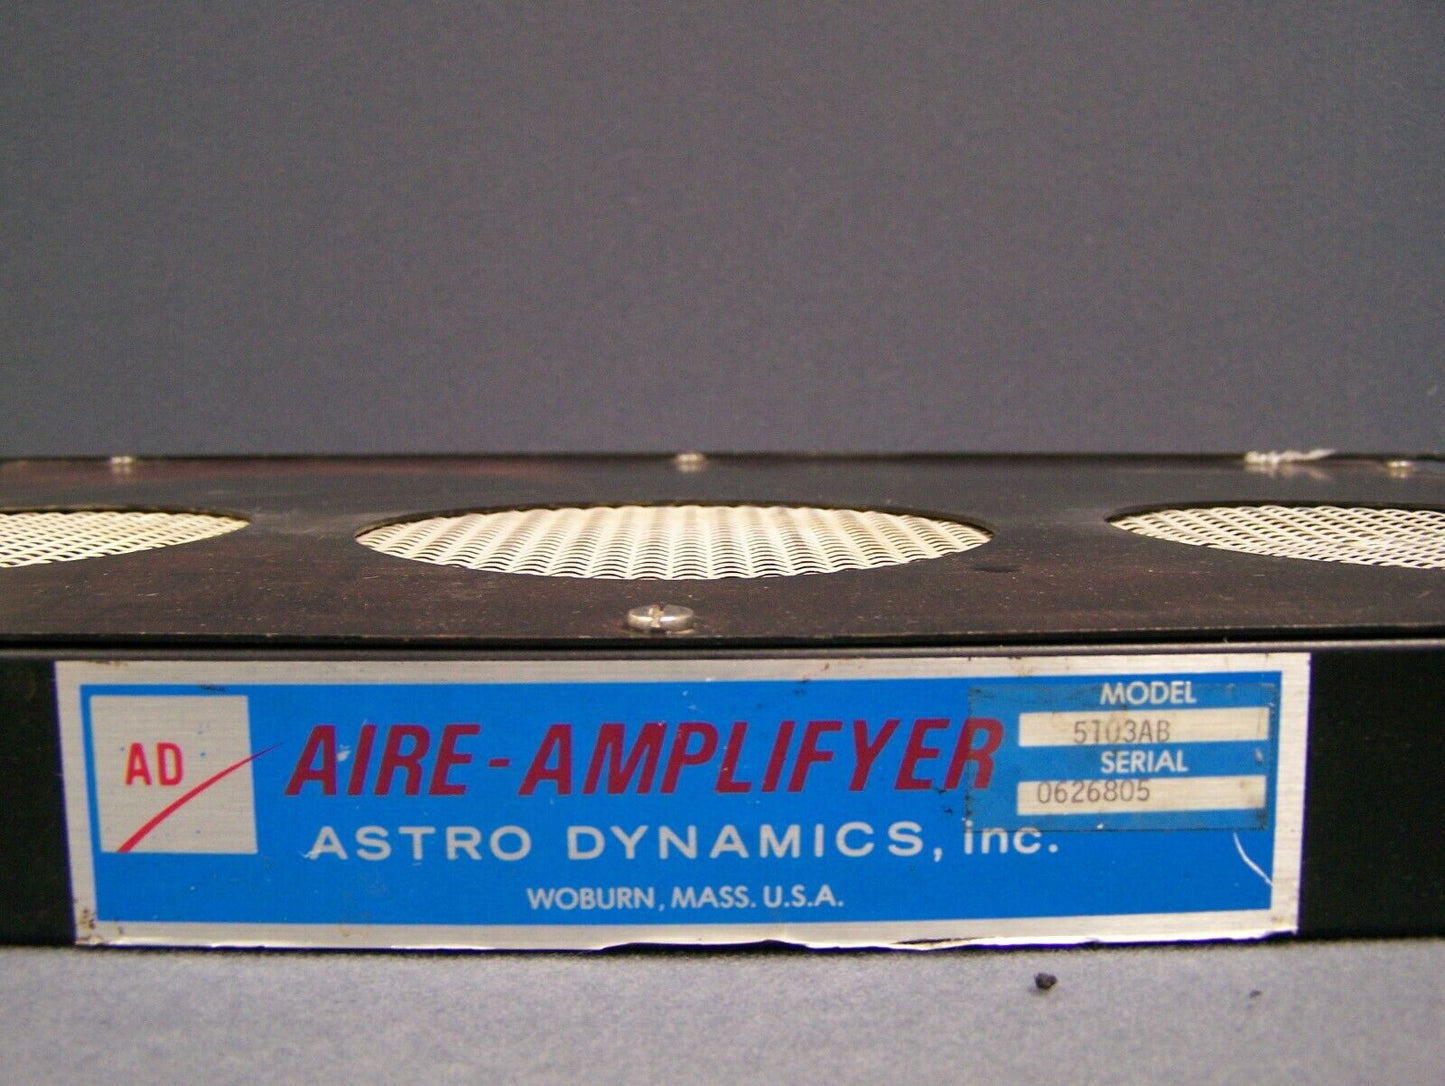 AD
AIRE-AMPLIFYER
ASTRO DYNAMICS, inc.
WOBURN, MASS. U.S.A.
MODEL
5103AB
SERIAL
0626805